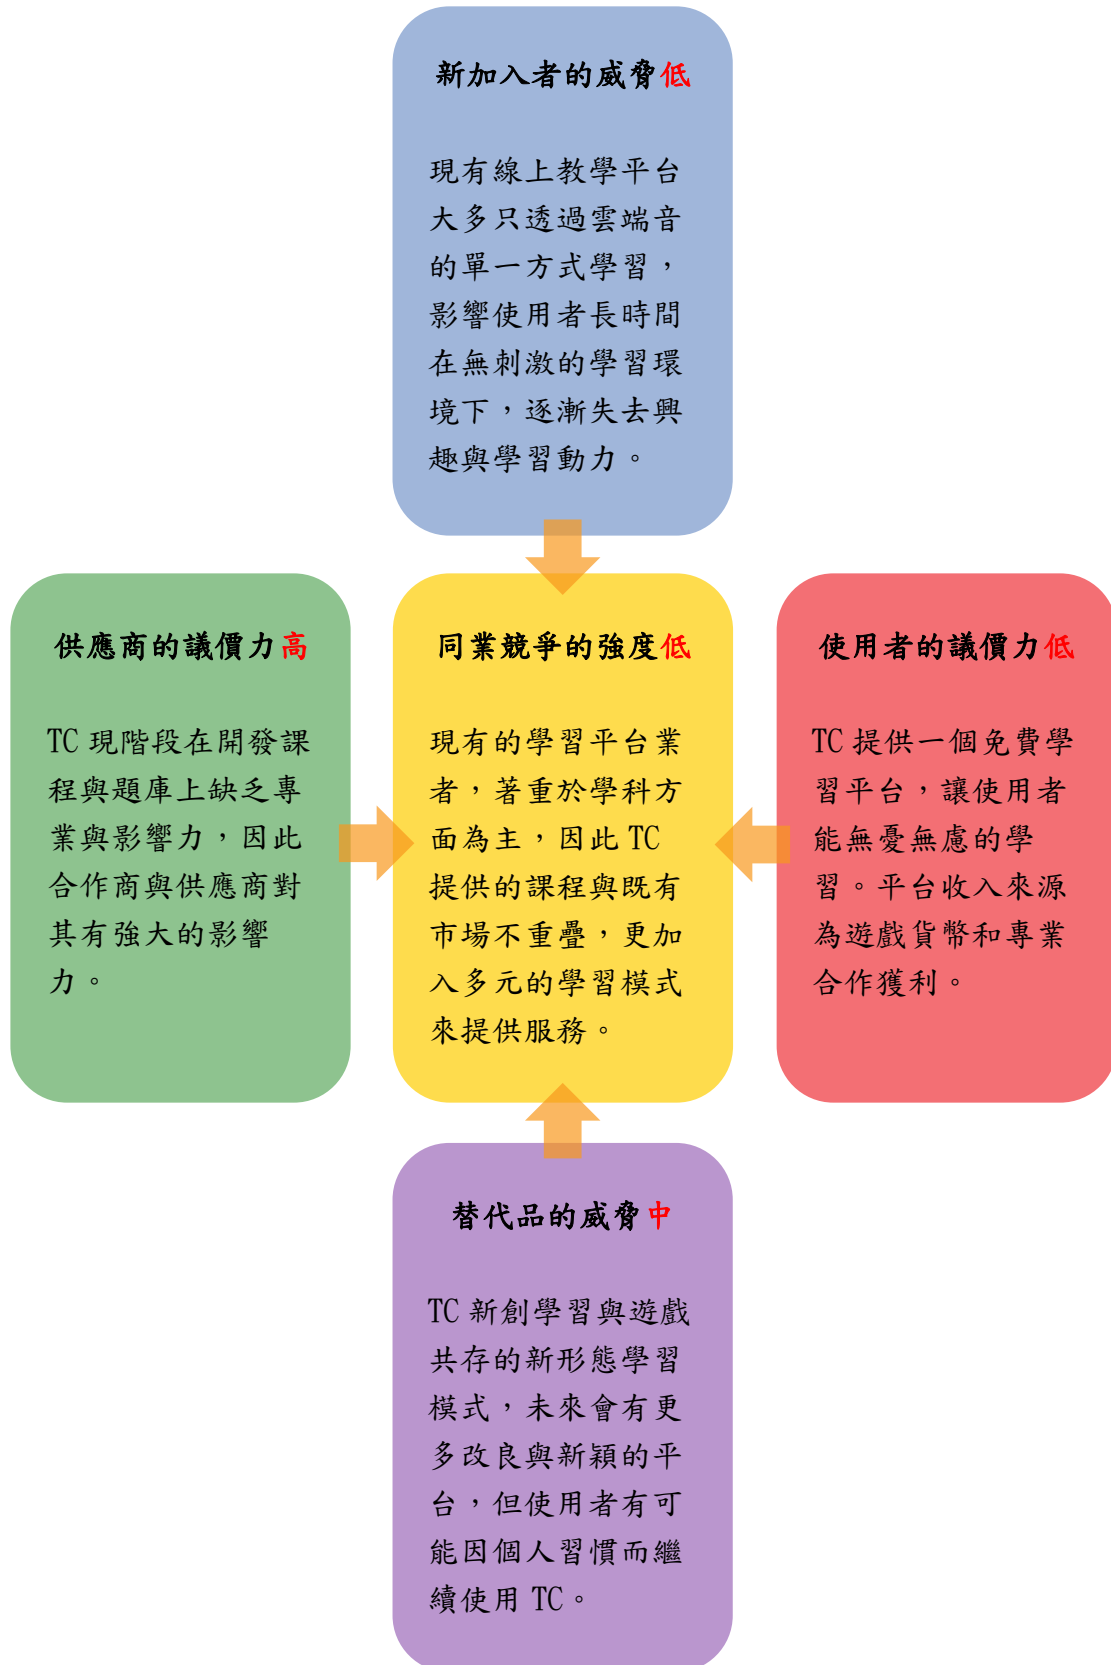 新加入者的威脅低
現有線上教學平台
大多只透過雲端音
的單一方式學習，
影響使用者長時間
在無刺激的學習環
境下，逐漸失去興
趣與學習動力。
供應商的議價力高
TC 現階段在開發課
程與題庫上缺乏專
業與影響力，因此
合作商與供應商對
其有強大的影響
力。
同業競爭的強度低
現有的學習平台業
者，著重於學科方
面為主，因此 TC
提供的課程與既有
市場不重疊，更加
入多元的學習模式
來提供服務。
使用者的議價力低
TC 提供一個免費學
習平台，讓使用者
能無憂無慮的學
習。平台收入來源
為遊戲貨幣和專業
合作獲利。
替代品的威脅中
TC 新創學習與遊戲
共存的新形態學習
模式，未來會有更
多改良與新穎的平
台，但使用者有可
能因個人習慣而繼
續使用 TC。